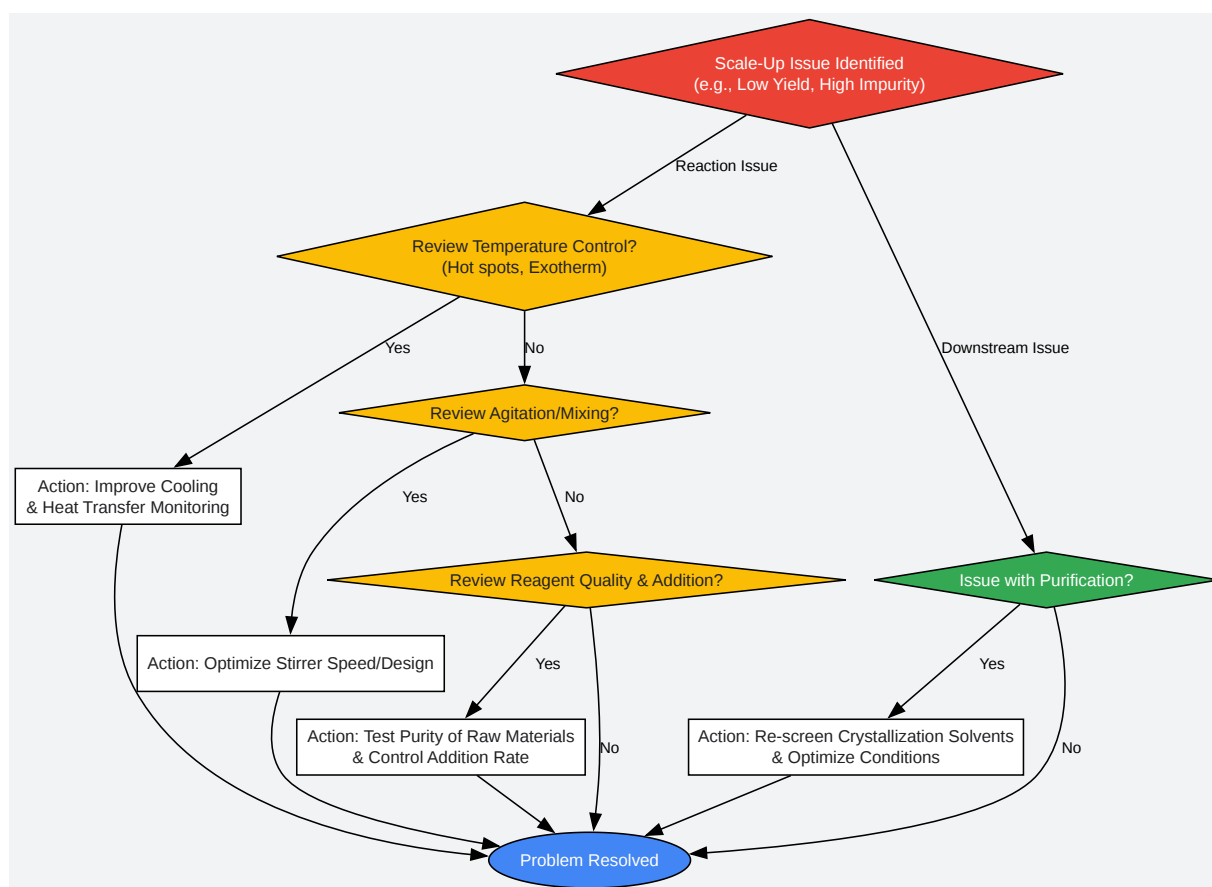 Scale-Up Issue Identified
(e.g., Low Yield, High Impurity)
Reaction Issue
Review Temperature Control?
(Hot spots, Exotherm)
Yes
No
Downstream Issue
Review Agitation/Mixing?
Action: Improve Cooling
& Heat Transfer Monitoring
Yes
No
Review Reagent Quality & Addition?
Issue with Purification?
Action: Optimize Stirrer Speed/Design
Yes
Yes
Action: Test Purity of Raw Materials
& Control Addition Rate
No
Action: Re-screen Crystallization Solvents
& Optimize Conditions
No
Problem Resolved